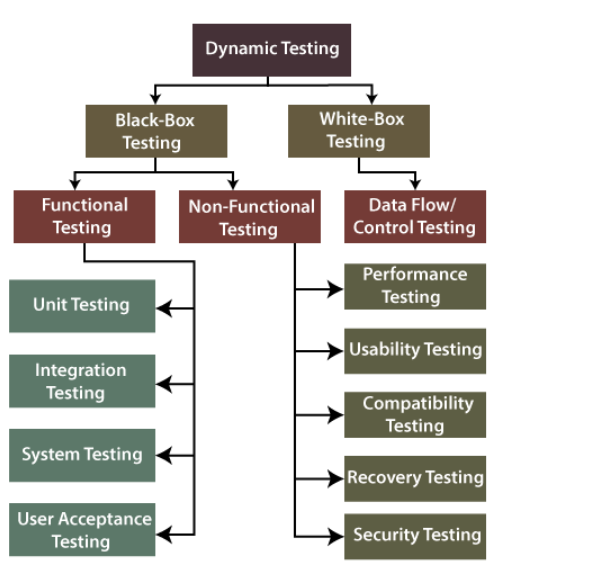 Dynamic Testing
Black-Box
Testing
White-Box
Testing
Functional
Testing
Non-Functional
Testing
Data Flow/
Control Testing
Unit Testing
Integration
Testing
System Testing
User Acceptance
Testing
Performance
Testing
Usability Testing
Compatibility
Testing
Recovery Testing
Security Testing